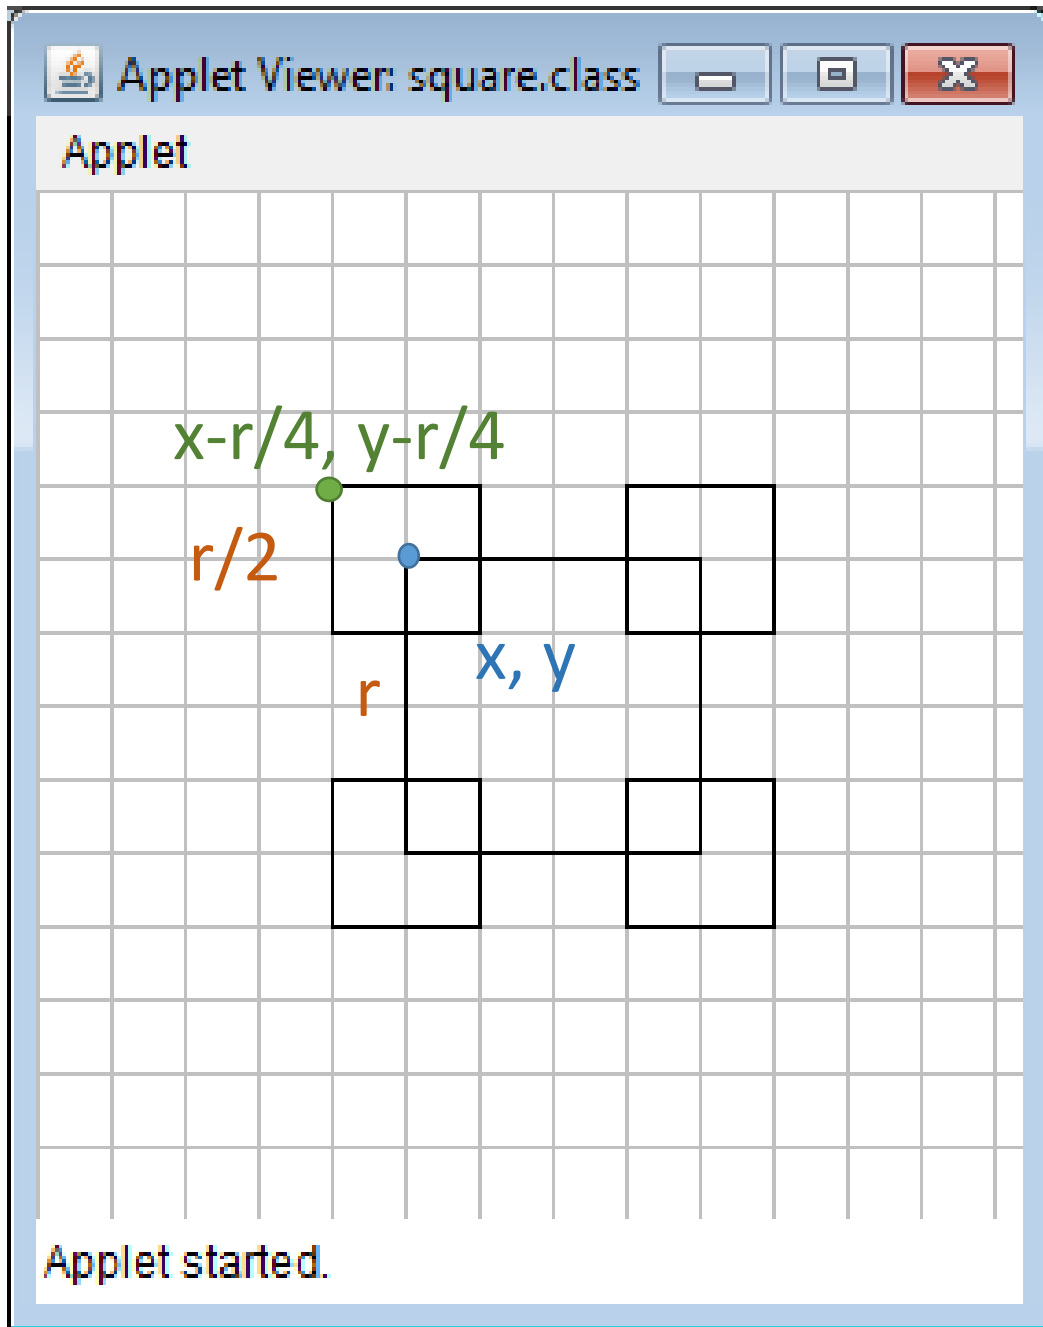 Applet Viewer: square.class
Applet
x-r/4, y-r/4
r/2
x, y
r
Applet started.